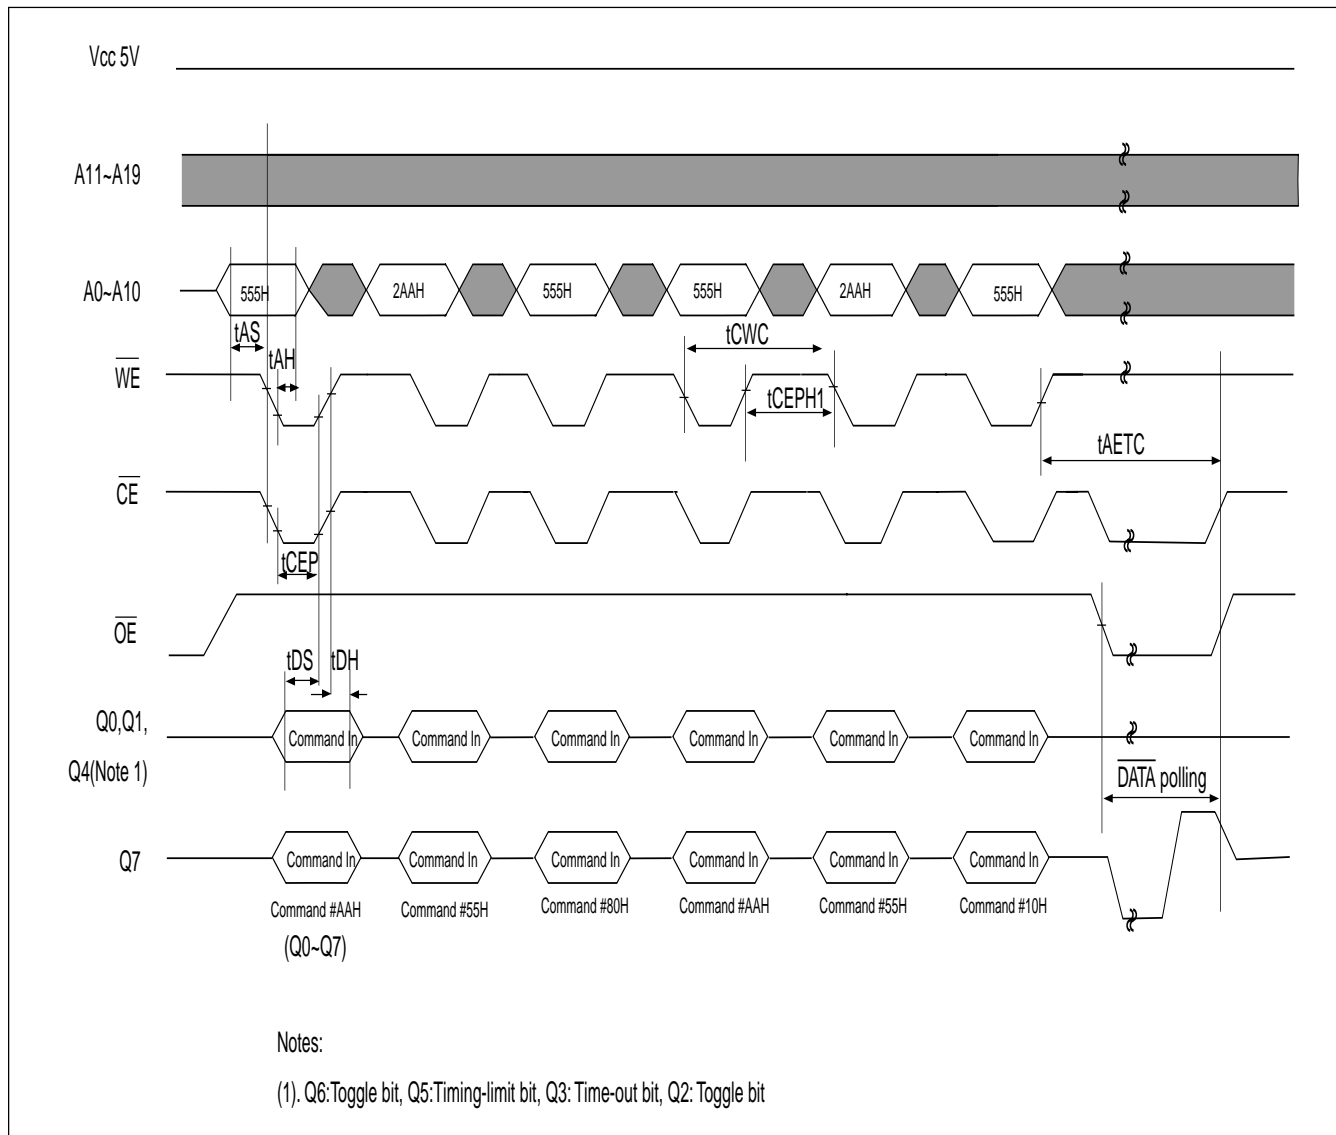 Vcc 5V
A11~A19
A0~A10
555H 2AAH 555H 555H 2AAH 555H
tAS
tAH
tCWC
WE
tCEPH1
tAETC
CE
tCEP
OE
tDS tDH
Q0,Q1,
Q4(Note 1)
Command In Command In Command In Command In Command In Command In
DATA polling
Q7
Command In Command In Command In Command In Command In Command In
Command #AAH Command #55H Command #80H Command #AAH Command #55H Command #10H
(Q0~Q7)
Notes:
(1). Q6:Toggle bit, Q5:Timing-limit bit, Q3: Time-out bit, Q2: Toggle bit